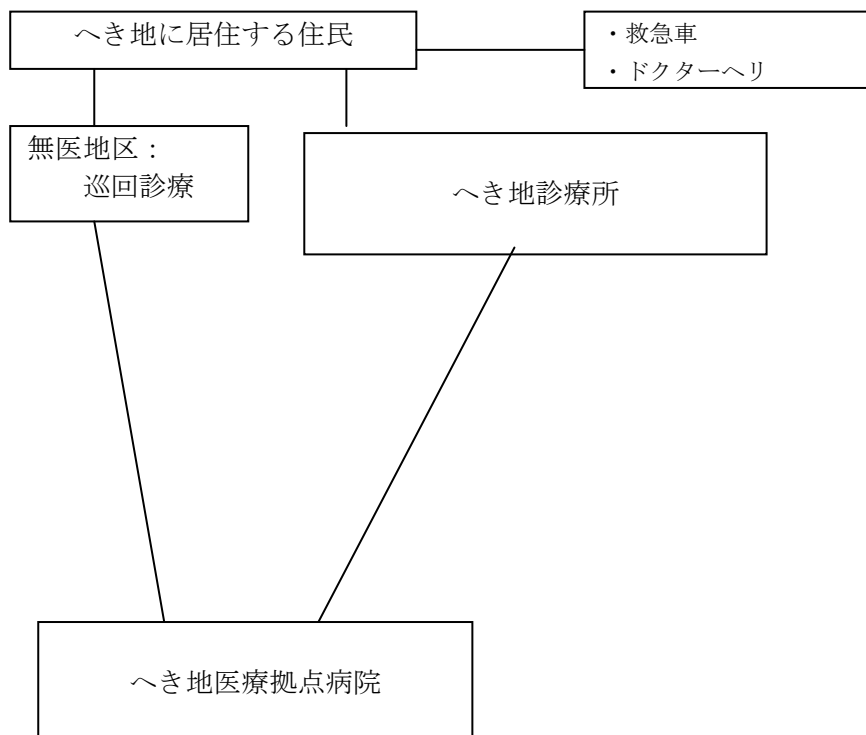 へき地に居住する住民
・救急車
・ドクターヘリ
無医地区：
巡回診療
へき地診療所
へき地医療拠点病院